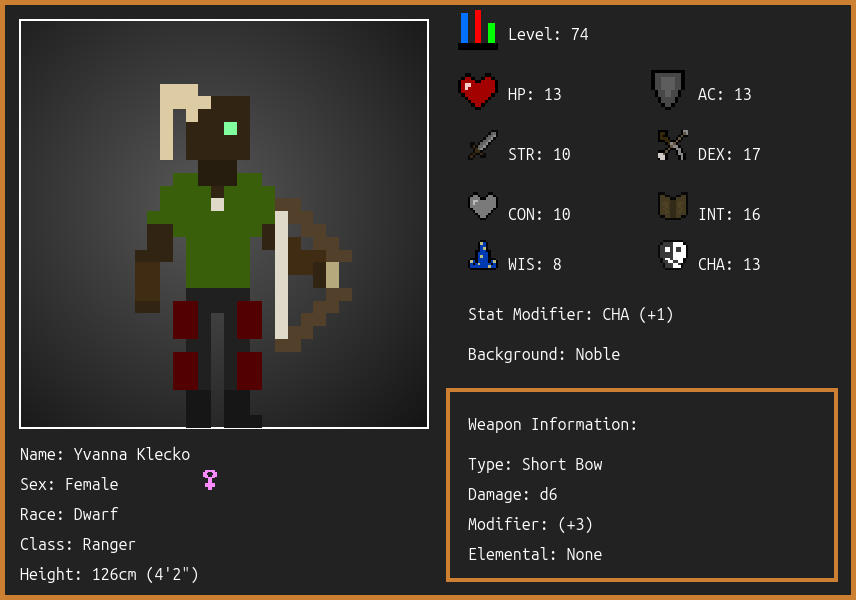 Level: 74
HP: 13
AC: 13
STR: 10
DEX: 17
CON: 10
INT: 16
WIS: 8
CHA: 13
Stat Modifier: CHA (+1)
Background: Noble
Weapon Information:
Type: Short Bow
Damage: d6
Modifier: (+3)
Elemental: None
Name: Yvanna Klecko
Sex: Female
Race: Dwarf
Class: Ranger
Height: 126cm (4'2")